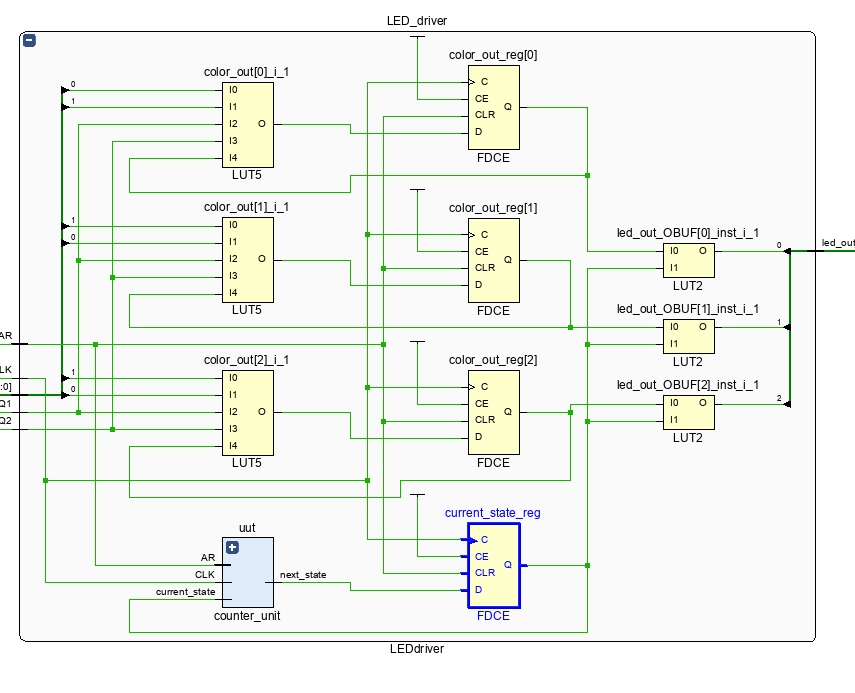 LED_driver
color_out_reg[0]
color_out[0]_i_1
0 I0
1 I1
I2 O
I3
I4
LUT5
C
CE
CLR Q
D
FDCE
color_out[1]_i_1
1 I0
0 I1
I2 O
I3
I4
LUT5
color_out_reg[1]
C
CE
CLR Q
D
FDCE
led_out_OBUF[0]_inst_i_1
I0 O 0
I1
LUT2
led_out
led_out_OBUF[1]_inst_i_1
I0 O 1
I1
LUT2
led_out_OBUF[2]_inst_i_1
I0 O 2
I1
LUT2
AR
LK
:0]
Q1
Q2
color_out[2]_i_1
1 I0
0 I1
I2 O
I3
I4
LUT5
color_out_reg[2]
C
CE
CLR Q
D
FDCE
uut
AR
CLK
current_state
next_state
counter_unit
current_state_reg
C
CE
CLR Q
D
FDCE
LEDdriver